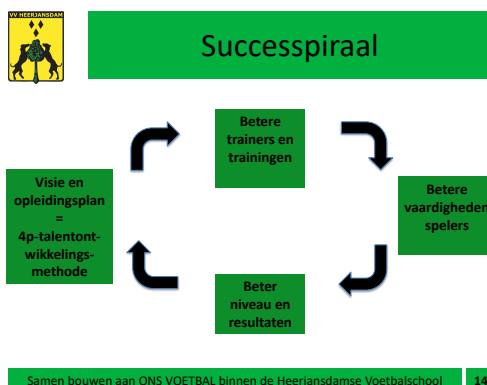 VV HEERJANSDAM
Successpiraal
Betere
trainers en
trainingen
Visie en
opleidingsplan
=
4p-talentont-
wikkelings-
methode
Betere
vaardigheden
spelers
Beter
niveau en
resultaten
Samen bouwen aan ONS VOETBAL binnen de Heerjansdamse Voetbalschool
14